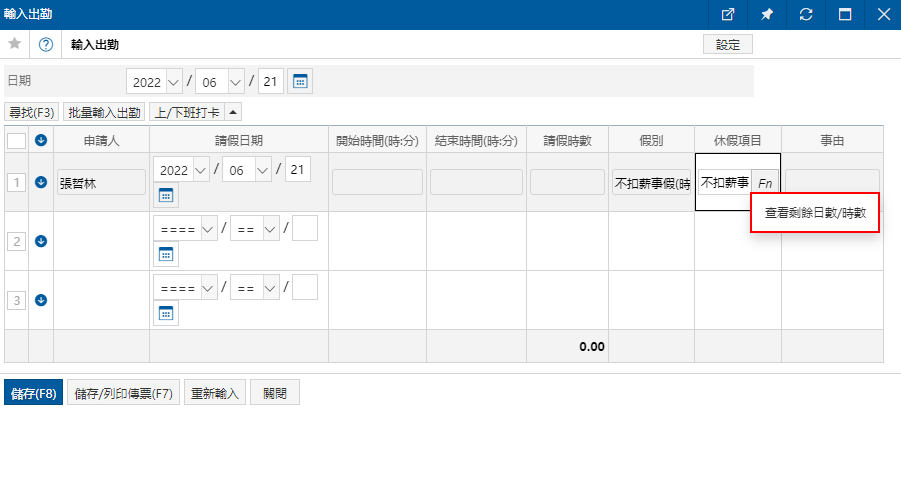 輸入出勤
輸入出勤
設定
日期 2022 / 06 / 21
尋找(F3) 批量輸入出勤 上/下班打卡
申請人 請假日期 開始時間(時:分) 結束時間(時:分) 請假時數 假別 休假項目 事由
1 張哲林 2022 / 06 / 21 不扣薪事假(時 不扣薪事 Fn
查看剩餘日數/時數
2 ==== / == /
3 ==== / == /
0.00
儲存(F8) 儲存/列印傳票(F7) 重新輸入 關閉